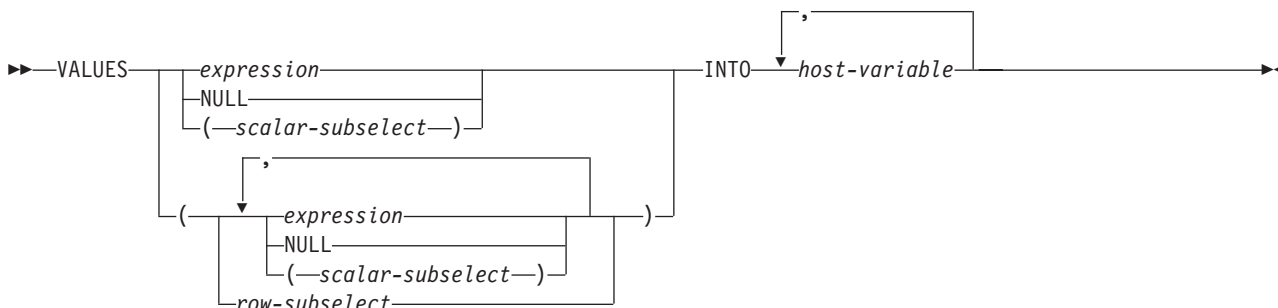 ,
VALUES expression INTO host-variable
NULL
( scalar-subselect )
,
( expression )
NULL
( scalar-subselect )
row-subselect